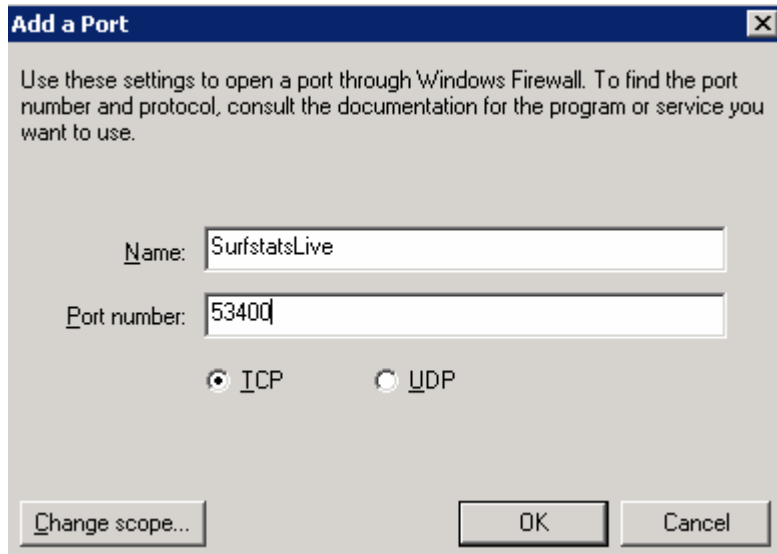 Add a Port
Use these settings to open a port through Windows Firewall. To find the port
number and protocol, consult the documentation for the program or service you
want to use.
Name: SurfstatsLive
Port number: 53400
TCP UDP
Change scope... OK Cancel